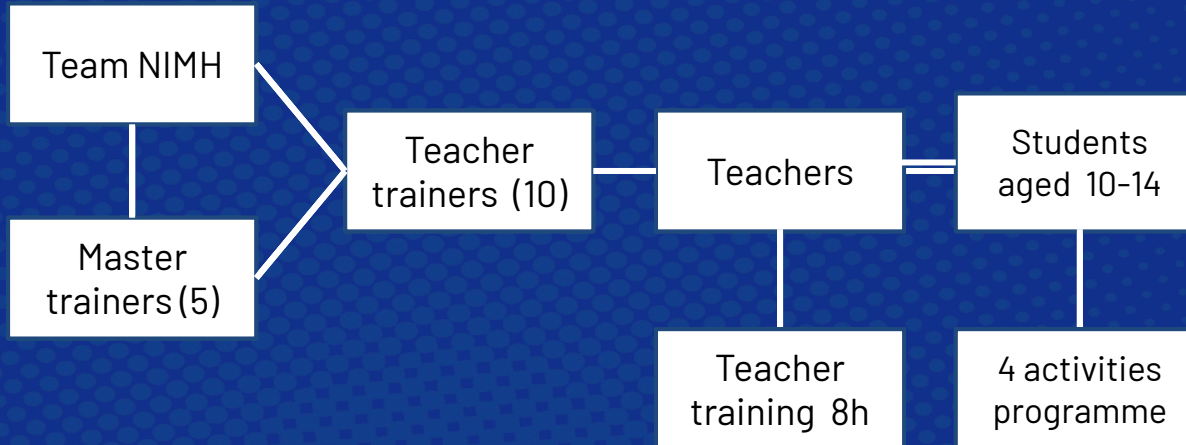 Team NIMH
Master
trainers (5)
Teacher
trainers (10)
Teachers
Students
aged 10-14
Teacher
training 8h
4 activities
programme